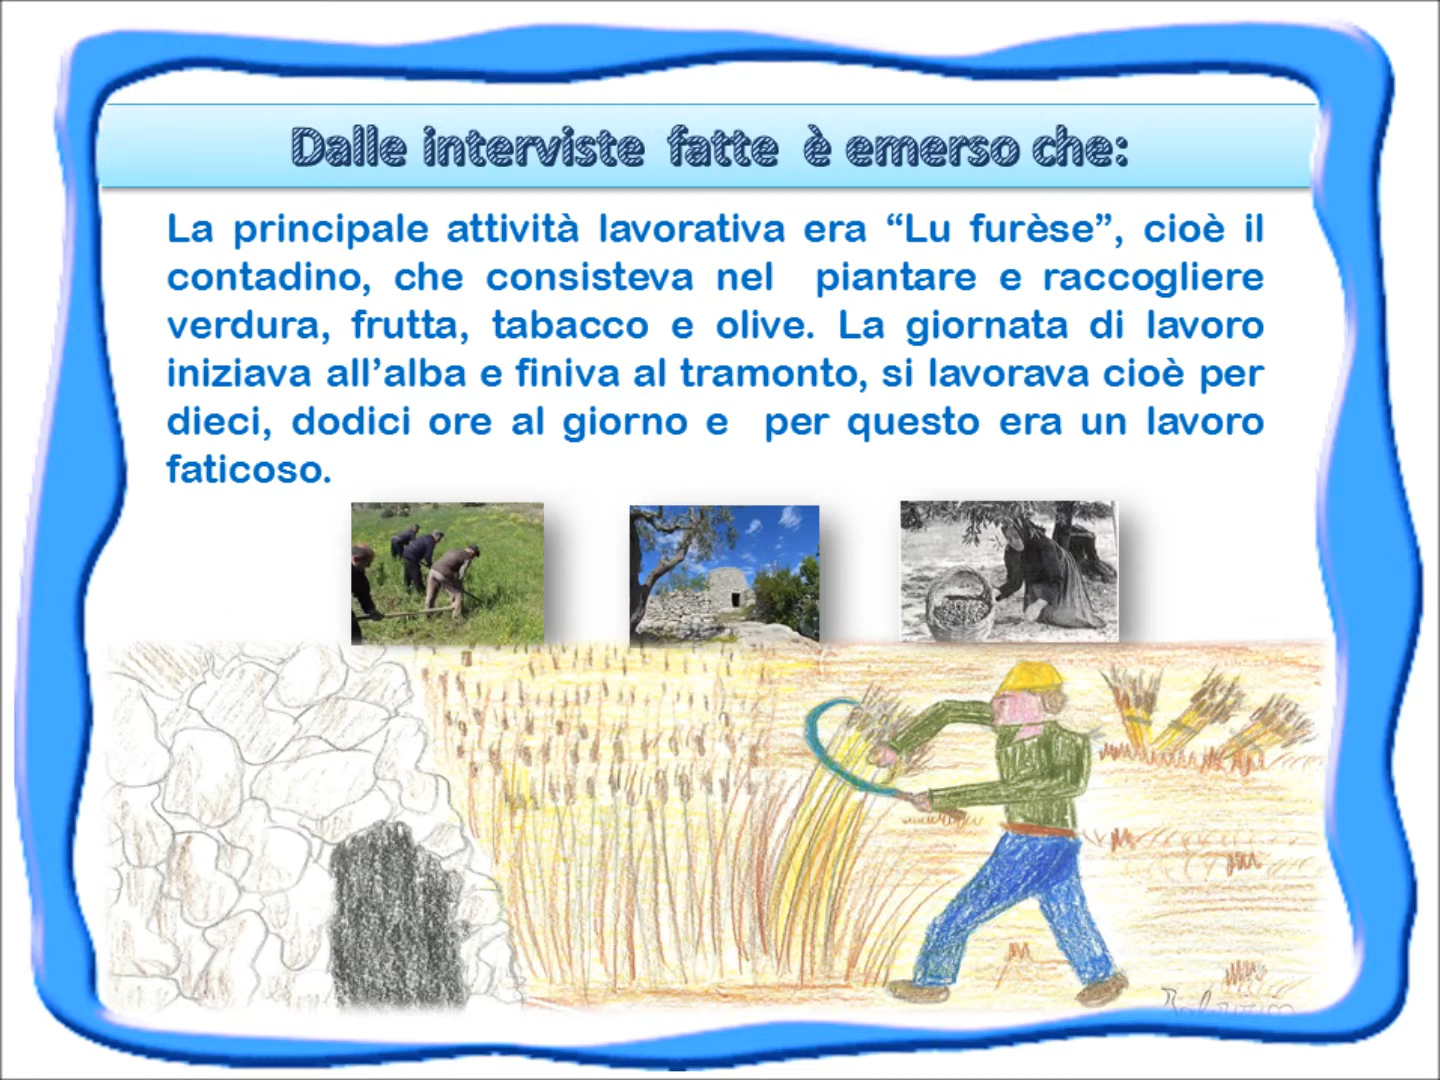 Dalle interviste fatte è emerso che:
La principale attività lavorativa era “Lu furèse”, cioè il
contadino, che consisteva nel piantare e raccogliere
verdura, frutta, tabacco e olive. La giornata di lavoro
iniziava all’alba e finiva al tramonto, si lavorava cioè per
dieci, dodici ore al giorno e per questo era un lavoro
faticoso.